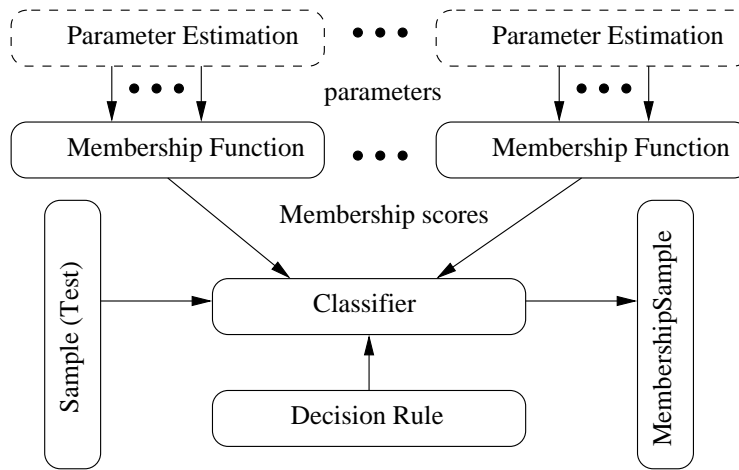 Parameter Estimation
Parameter Estimation
parameters
Membership Function
Membership Function
Membership scores
Sample (Test)
Classifier
MembershipSample
Decision Rule